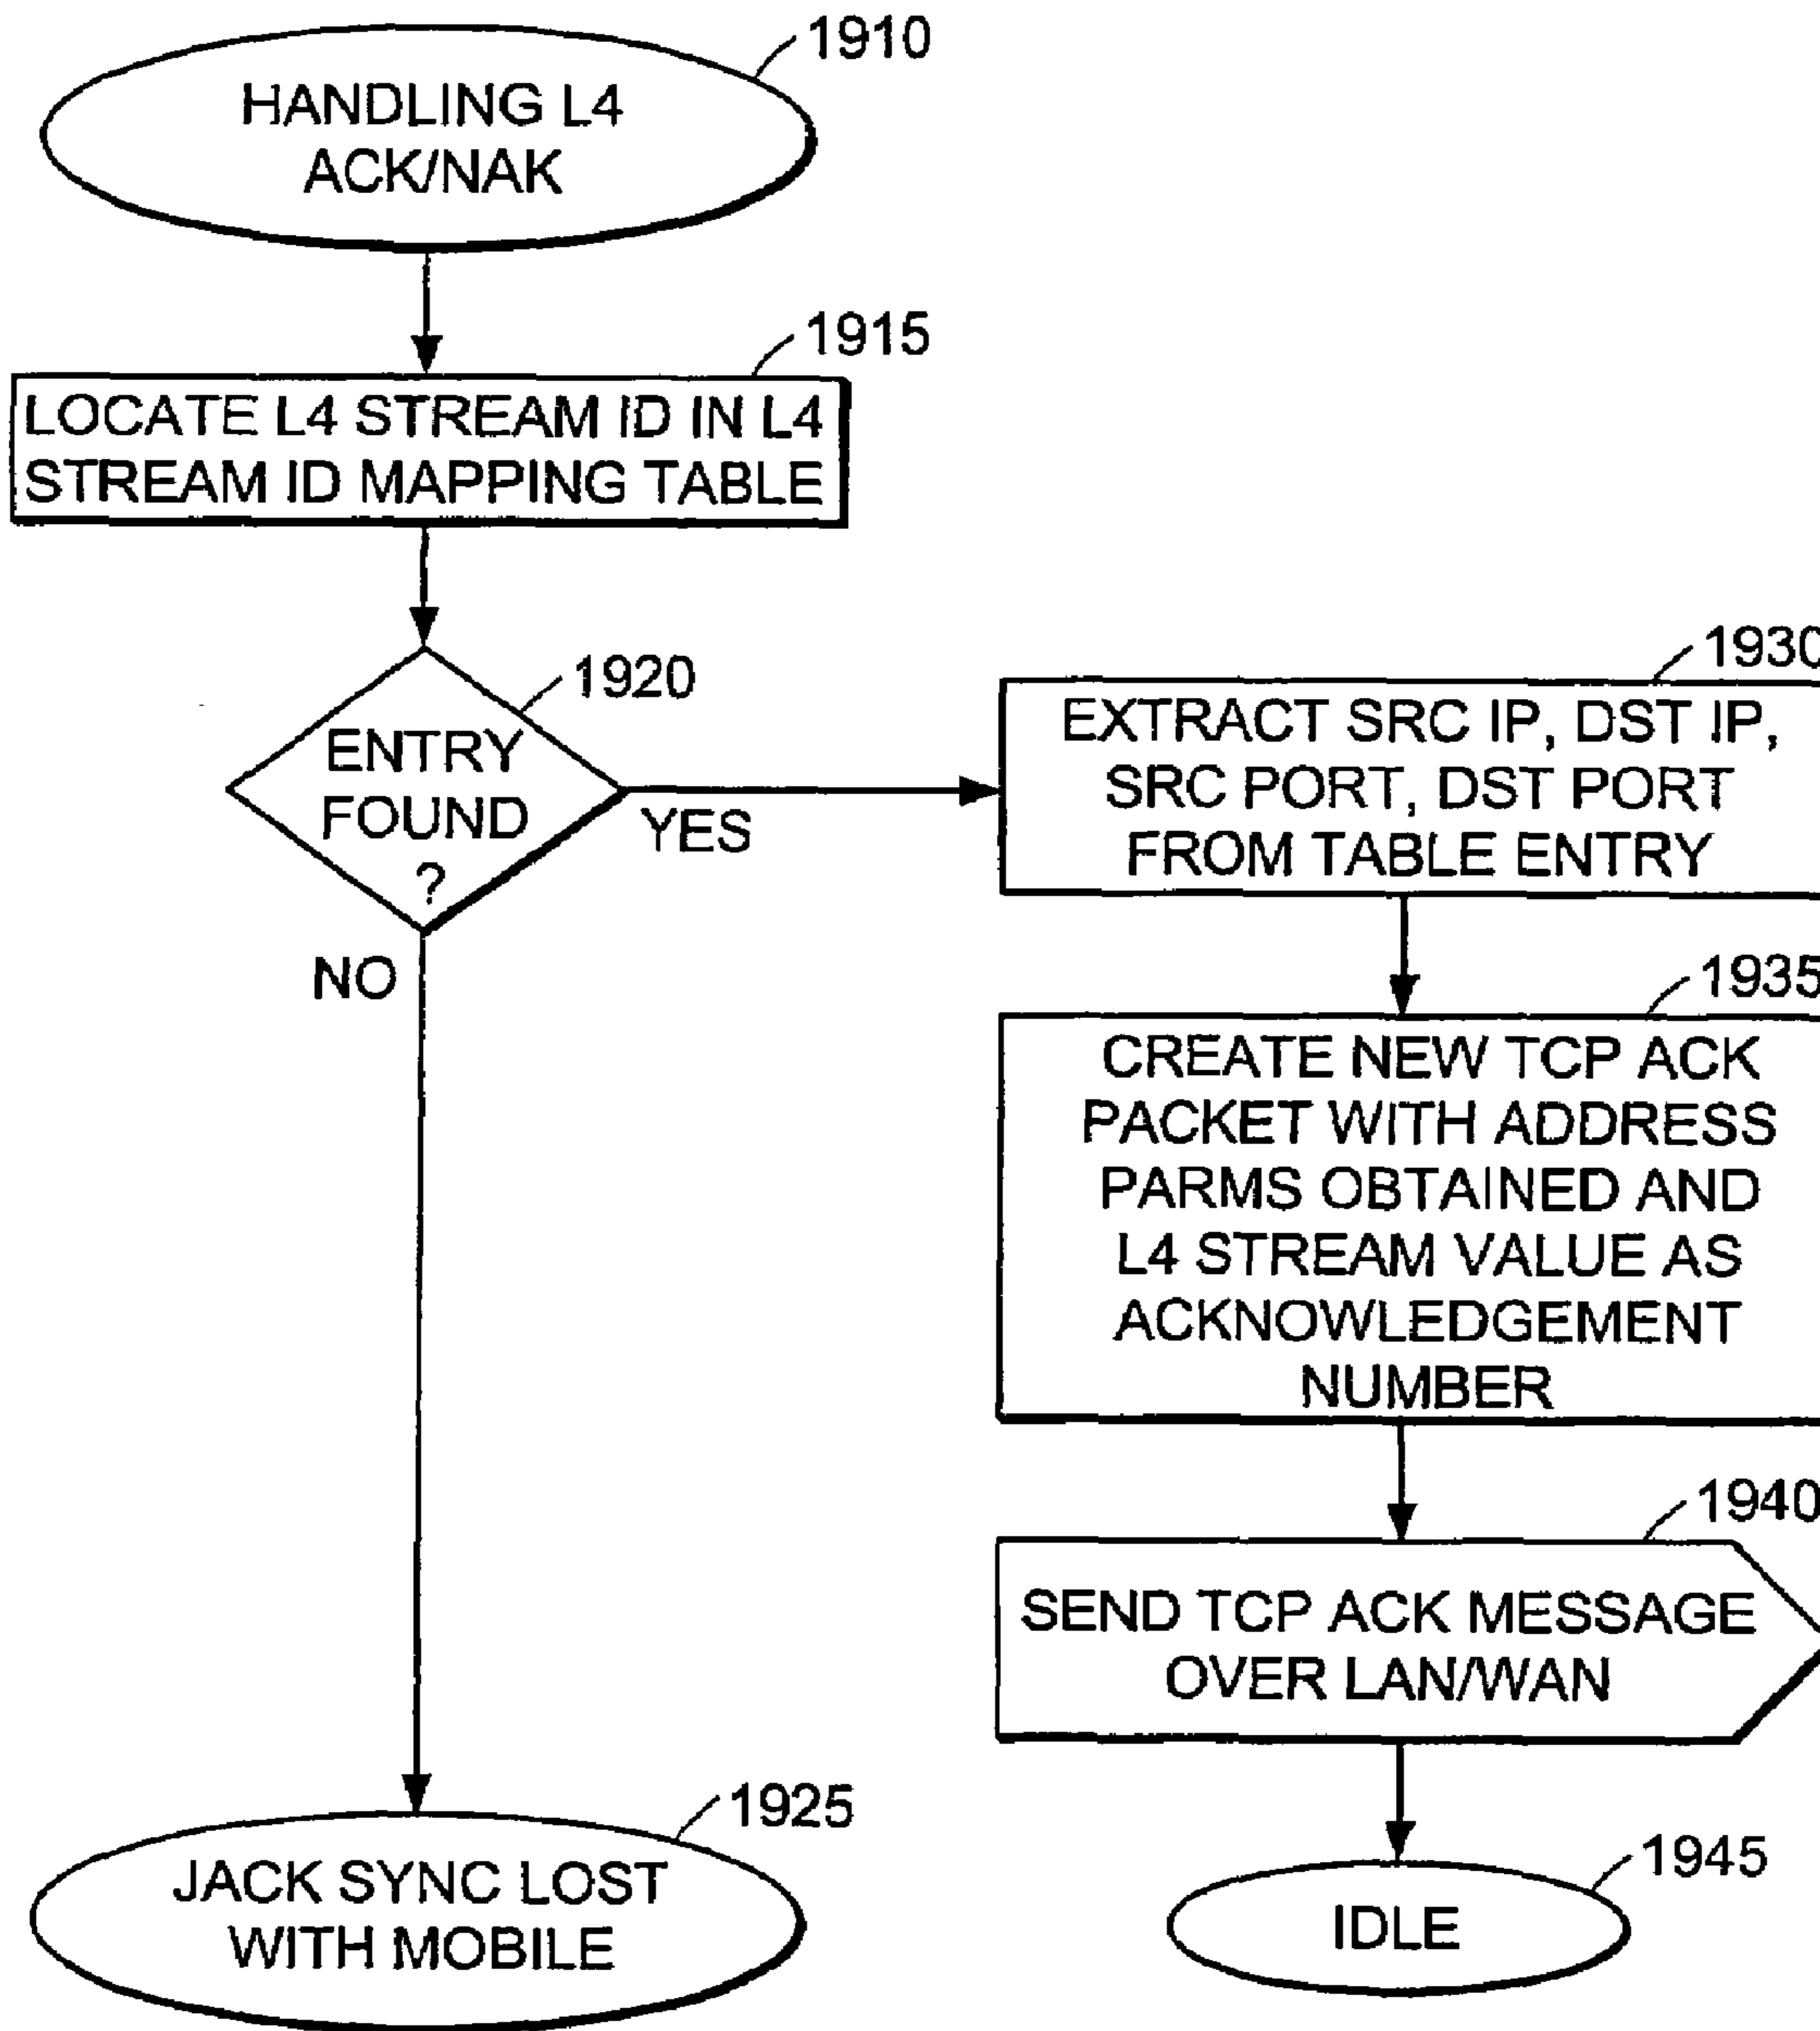 1910
HANDLING L4
ACK/NAK
1915
LOCATE L4 STREAM ID IN L4
STREAM ID MAPPING TABLE
1920
ENTRY
FOUND
?
YES
NO
1930
EXTRACT SRC IP, DST IP,
SRC PORT, DST PORT
FROM TABLE ENTRY
1935
CREATE NEW TCP ACK
PACKET WITH ADDRESS
PARMS OBTAINED AND
L4 STREAM VALUE AS
ACKNOWLEDGEMENT
NUMBER
1940
SEND TCP ACK MESSAGE
OVER LAN/WAN
1925
JACK SYNC LOST
WITH MOBILE
1945
IDLE